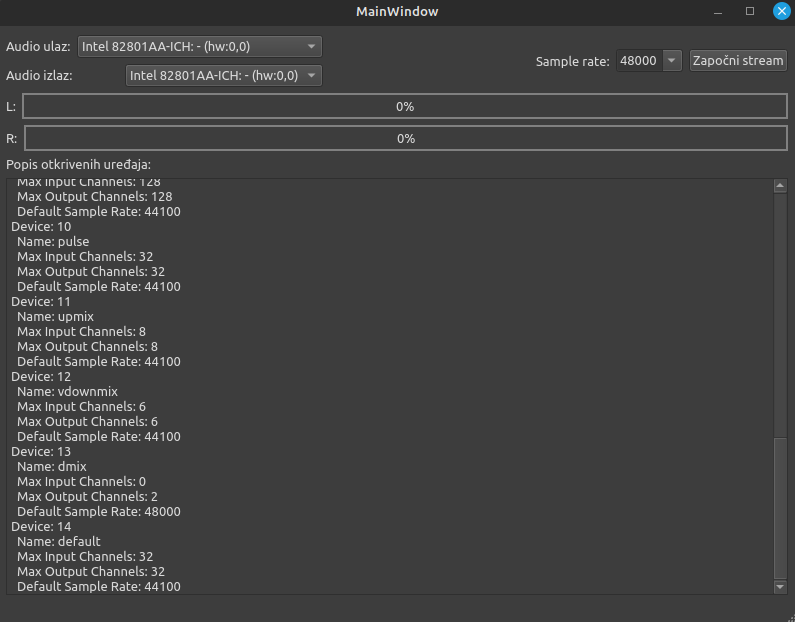 MainWindow
Audio ulaz: Intel 82801AA-ICH: - (hw:0,0)
Audio izlaz: Intel 82801AA-ICH: - (hw:0,0)
Sample rate: 48000 Započni stream
L: 0%
R: 0%
Popis otkrivenih uređaja:
Max Input Channels: 128
Max Output Channels: 128
Default Sample Rate: 44100
Device: 10
Name: pulse
Max Input Channels: 32
Max Output Channels: 32
Default Sample Rate: 44100
Device: 11
Name: upmix
Max Input Channels: 8
Max Output Channels: 8
Default Sample Rate: 44100
Device: 12
Name: vdownmix
Max Input Channels: 6
Max Output Channels: 6
Default Sample Rate: 44100
Device: 13
Name: dmix
Max Input Channels: 0
Max Output Channels: 2
Default Sample Rate: 48000
Device: 14
Name: default
Max Input Channels: 32
Max Output Channels: 32
Default Sample Rate: 44100